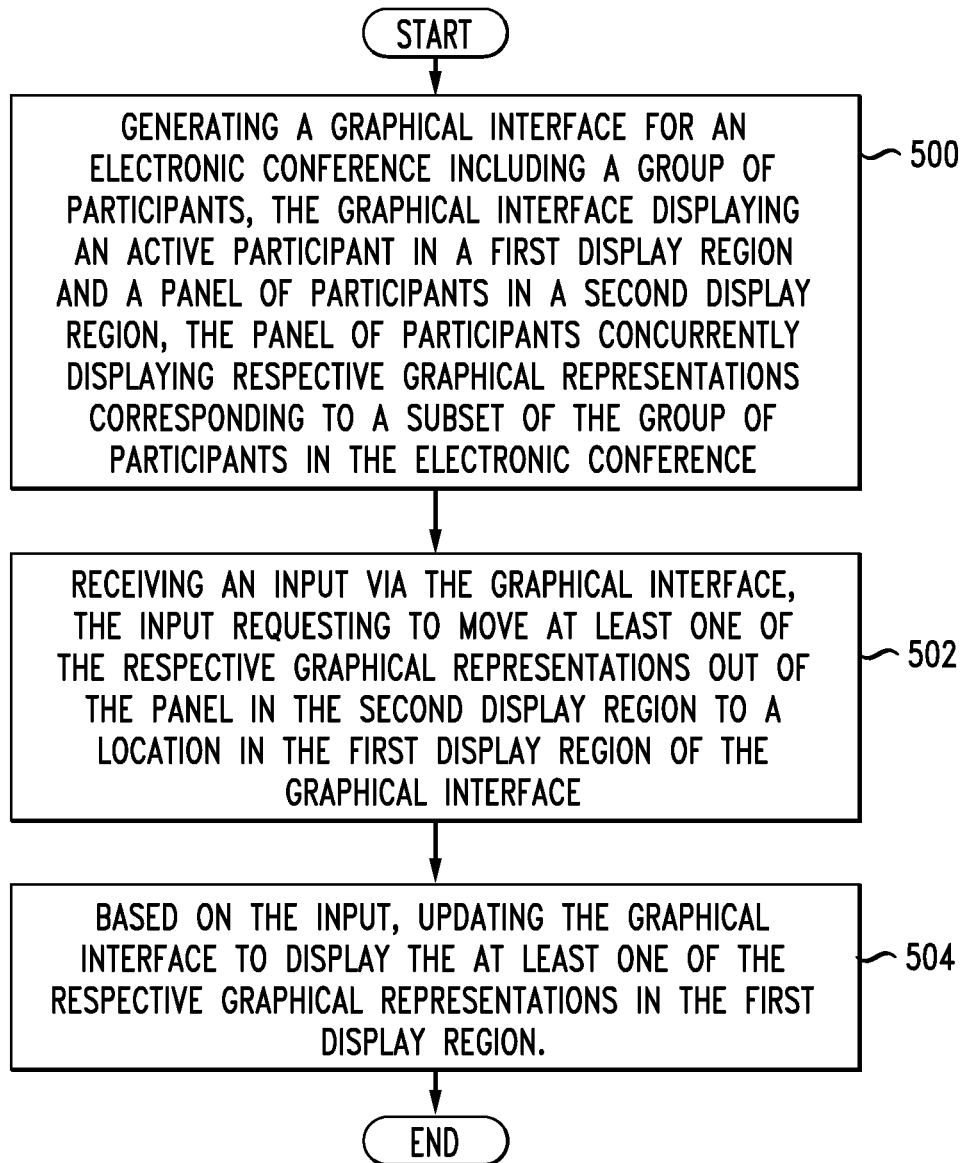 START
GENERATING A GRAPHICAL INTERFACE FOR AN
ELECTRONIC CONFERENCE INCLUDING A GROUP OF
PARTICIPANTS, THE GRAPHICAL INTERFACE DISPLAYING
AN ACTIVE PARTICIPANT IN A FIRST DISPLAY REGION
AND A PANEL OF PARTICIPANTS IN A SECOND DISPLAY
REGION, THE PANEL OF PARTICIPANTS CONCURRENTLY
DISPLAYING RESPECTIVE GRAPHICAL REPRESENTATIONS
CORRESPONDING TO A SUBSET OF THE GROUP OF
PARTICIPANTS IN THE ELECTRONIC CONFERENCE
500
RECEIVING AN INPUT VIA THE GRAPHICAL INTERFACE,
THE INPUT REQUESTING TO MOVE AT LEAST ONE OF
THE RESPECTIVE GRAPHICAL REPRESENTATIONS OUT OF
THE PANEL IN THE SECOND DISPLAY REGION TO A
LOCATION IN THE FIRST DISPLAY REGION OF THE
GRAPHICAL INTERFACE
502
BASED ON THE INPUT, UPDATING THE GRAPHICAL
INTERFACE TO DISPLAY THE AT LEAST ONE OF THE
RESPECTIVE GRAPHICAL REPRESENTATIONS IN THE FIRST
DISPLAY REGION.
504
END